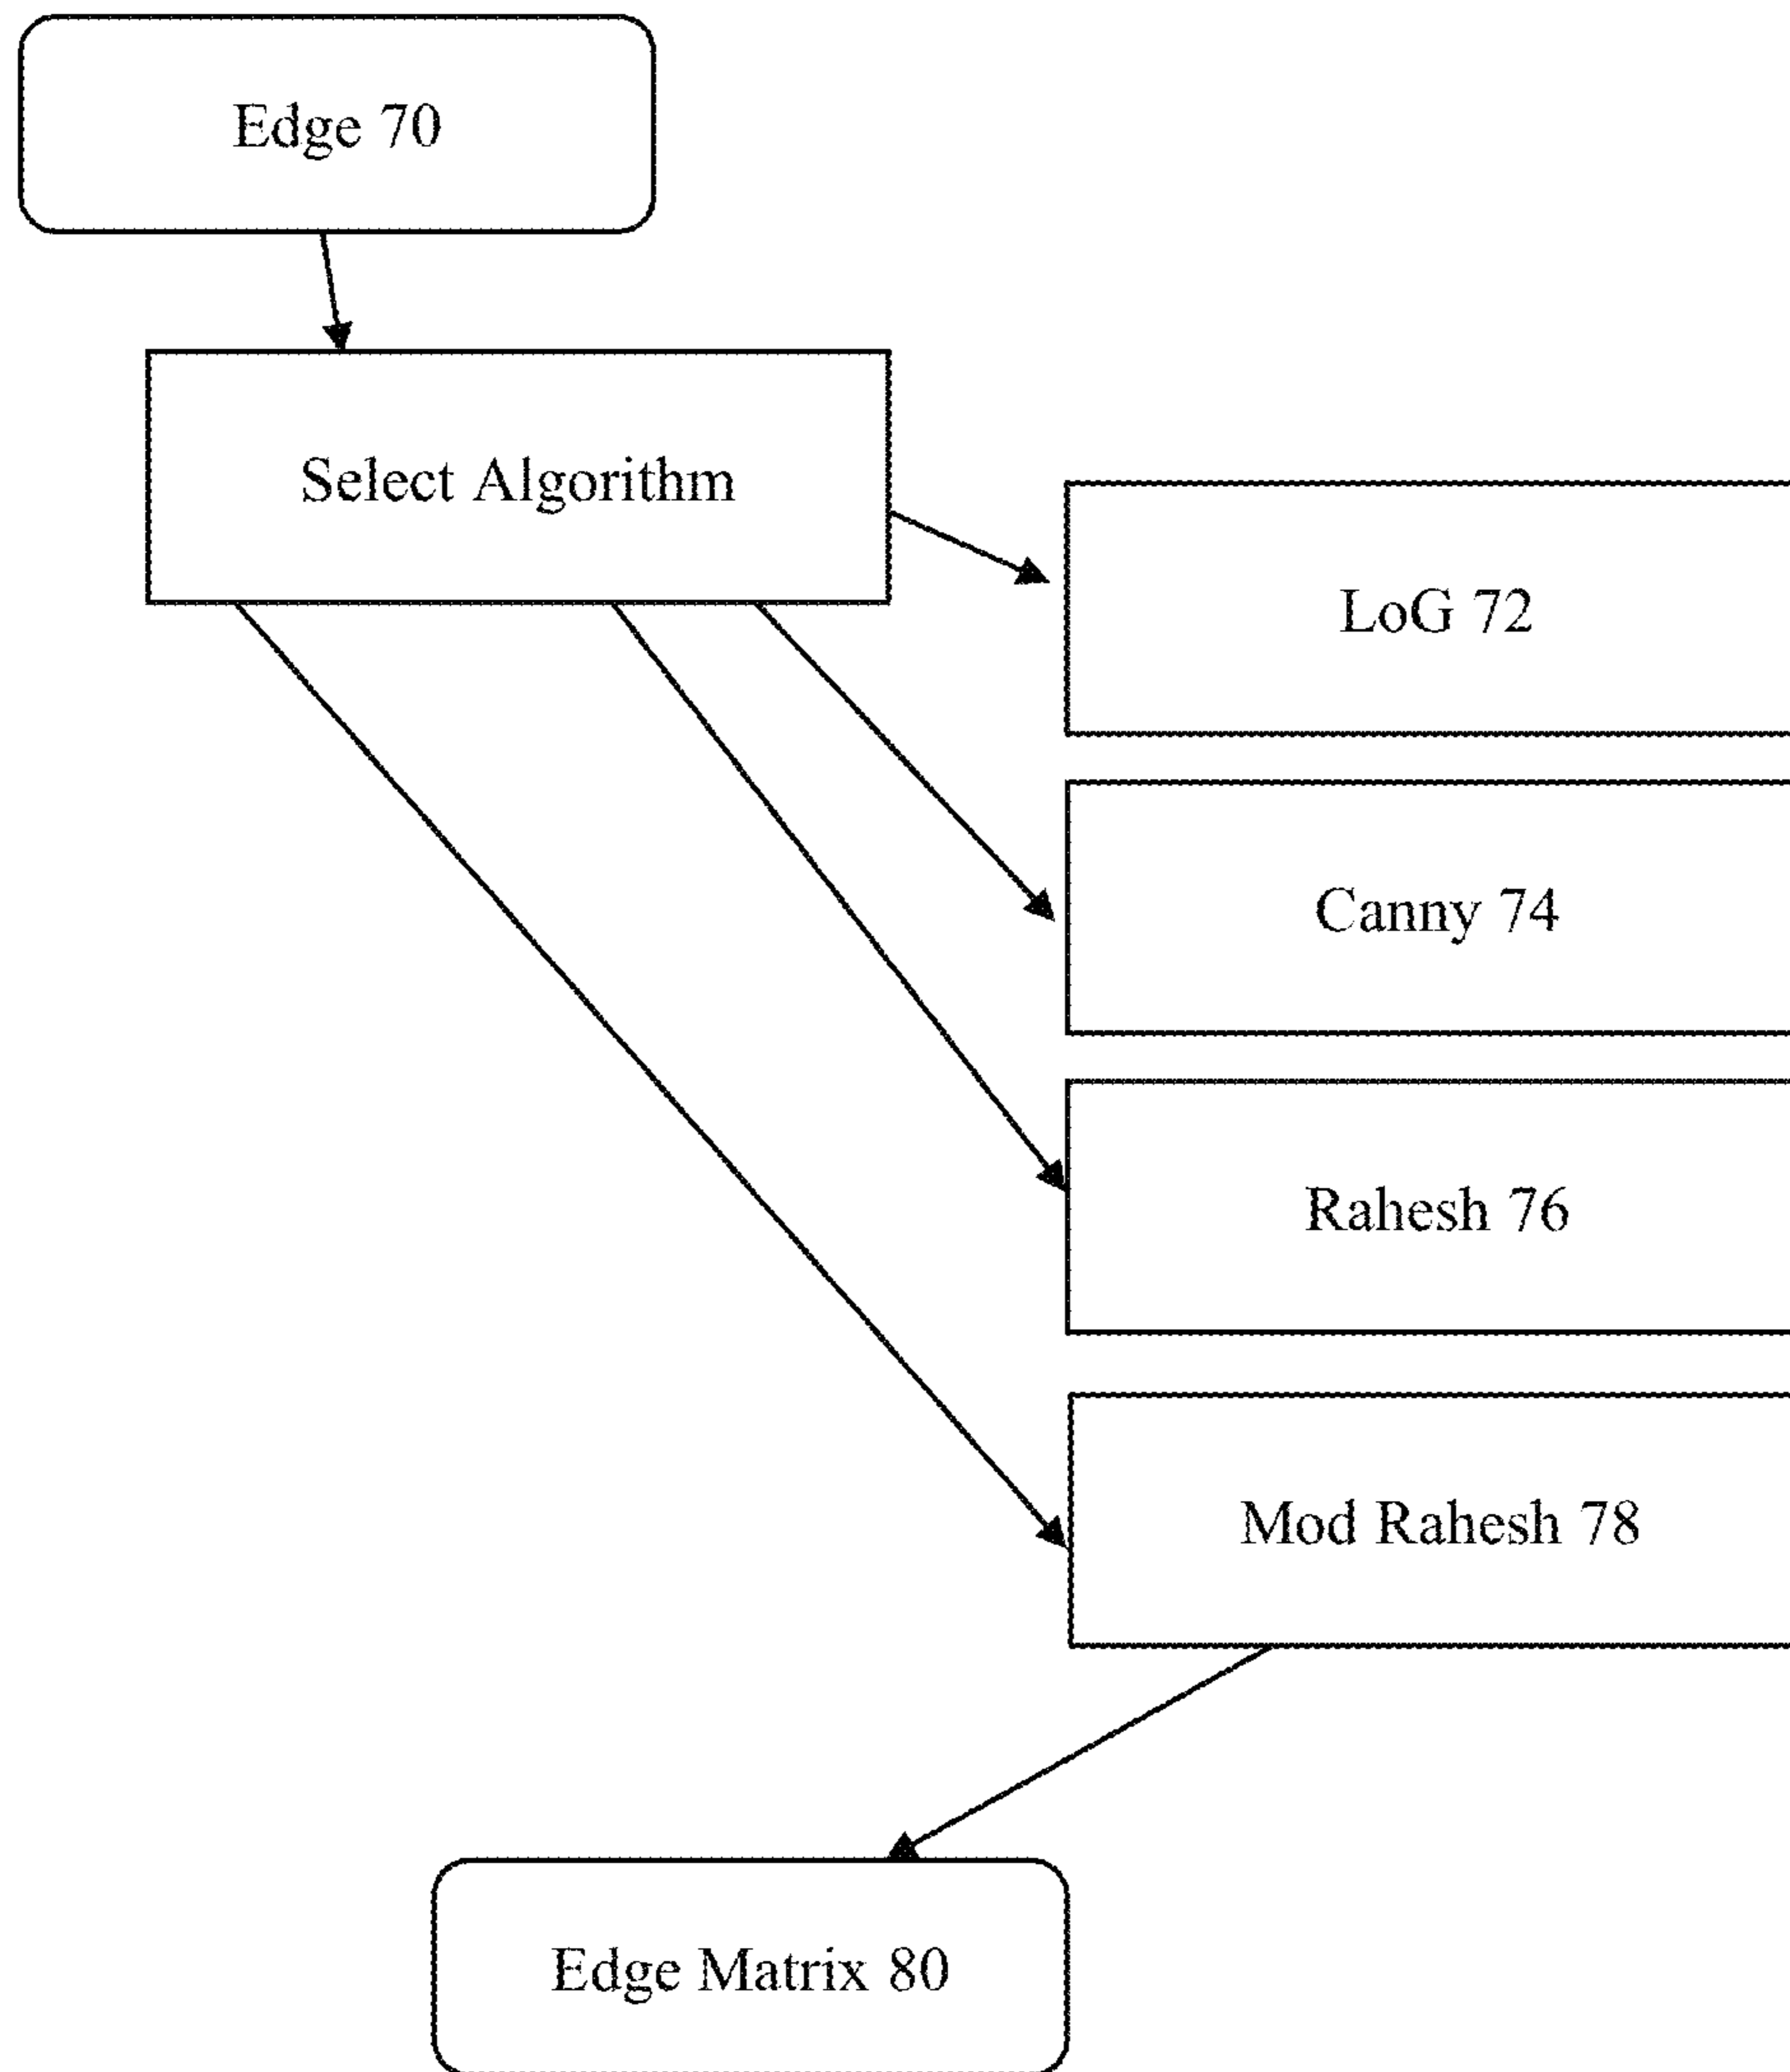 Edge 70
Select Algorithm
LoG 72
Canny 74
Rahesh 76
Mod Rahesh 78
Edge Matrix 80